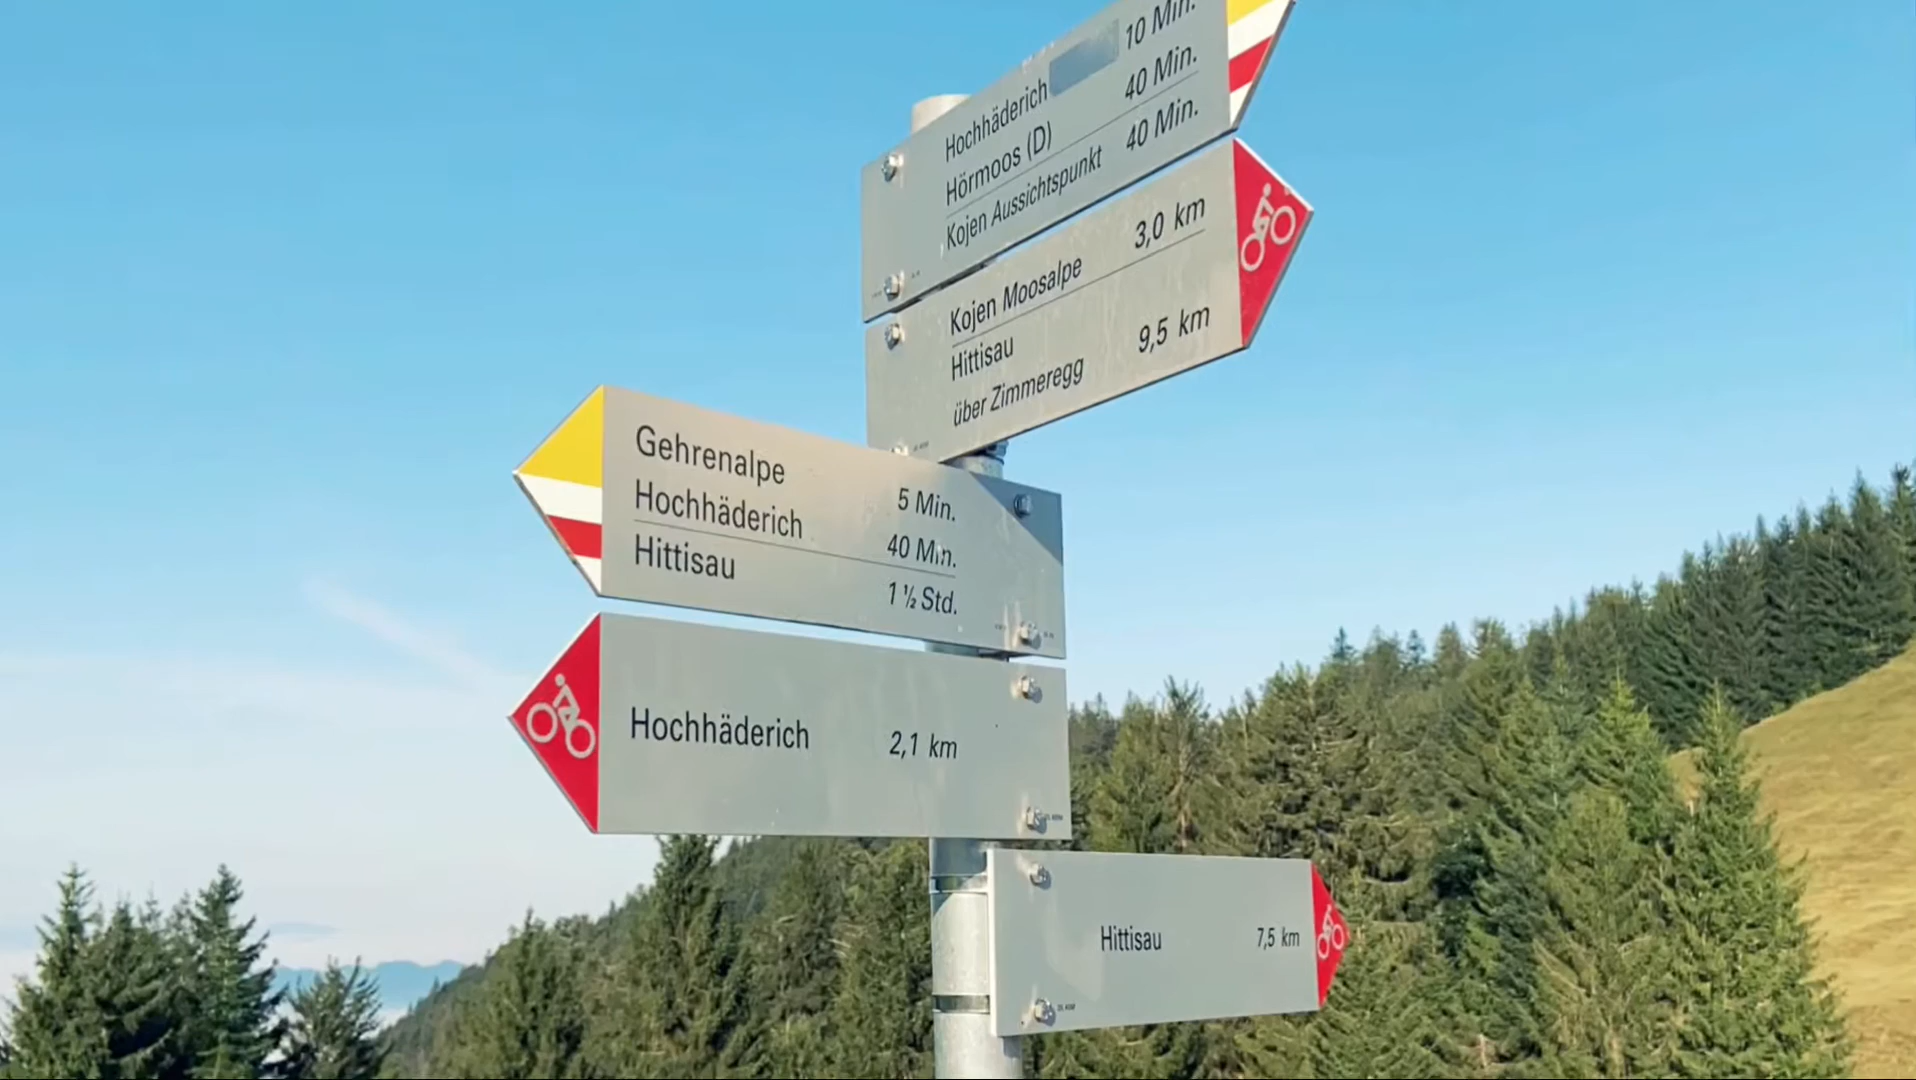 Hochhäderich 10 Min.
Hörmoos (D) 40 Min.
Kojen Aussichtspunkt 40 Min.
Kojen Moosalpe 3,0 km
Hittisau 9,5 km
über Zimmeregg
Gehrenalpe 5 Min.
Hochhäderich 40 Min.
Hittisau 1 ½ Std.
Hochhäderich 2,1 km
Hittisau 7,5 km